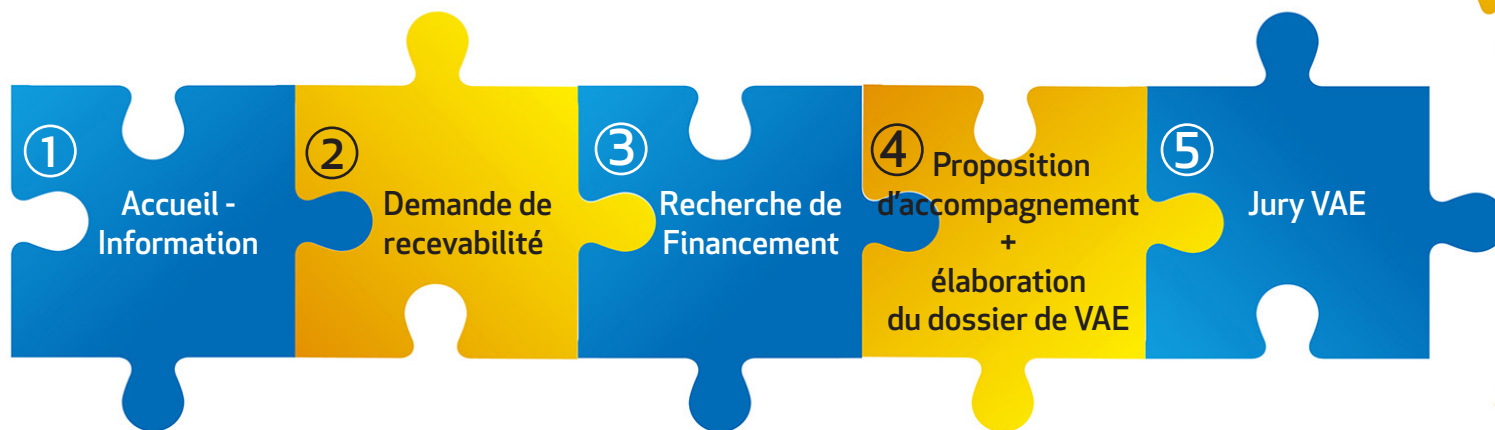 ①
Accueil -
Information
②
Demande de
recevabilité
③
Recherche de
Financement
④
Proposition
d'accompagnement
+
élaboration
du dossier de VAE
⑤
Jury VAE